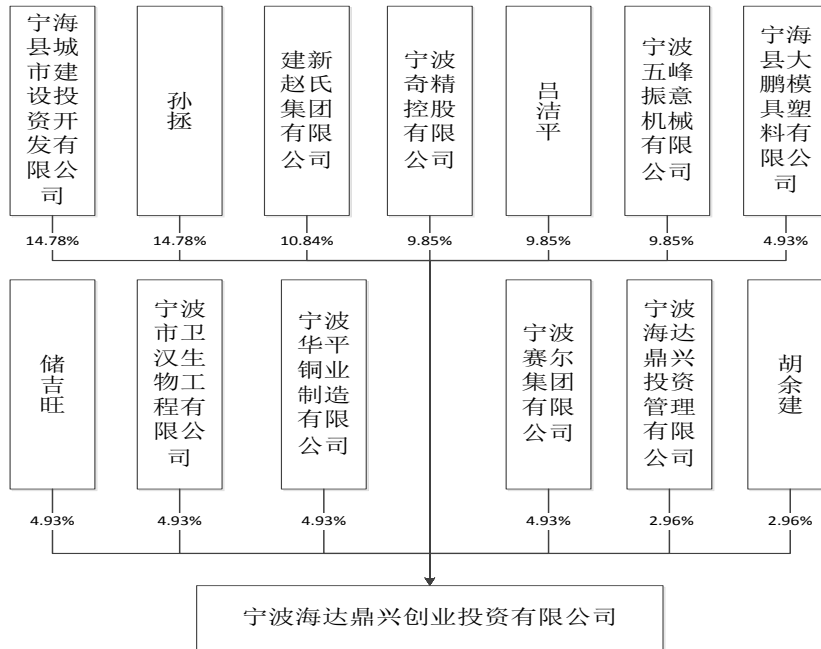 宁海县城市建设投资开发有限公司
孙拯
建新赵氏集团有限公司
宁波奇精控股有限公司
吕洁平
宁波五峰振意机械有限公司
宁海县大鹏模具塑料有限公司
14.78%
14.78%
10.84%
9.85%
9.85%
9.85%
4.93%
储吉旺
宁波市卫汉生物工程有限公司
宁波华平铜业制造有限公司
宁波赛尔集团有限公司
宁波海达鼎兴投资管理有限公司
胡余建
4.93%
4.93%
4.93%
4.93%
2.96%
2.96%
宁波海达鼎兴创业投资有限公司